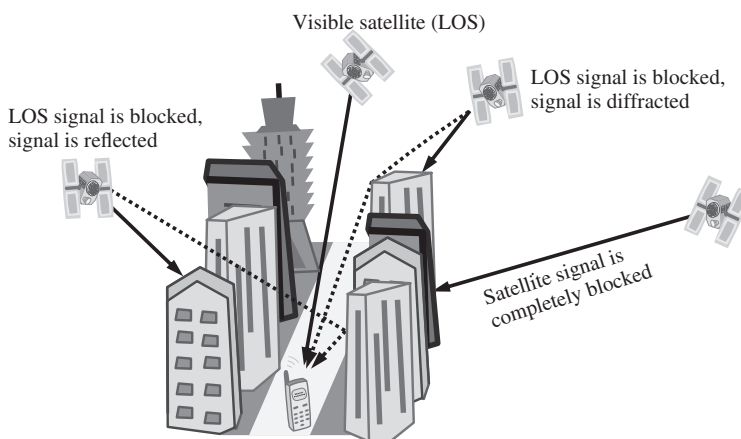 Visible satellite (LOS)
LOS signal is blocked,
signal is diffracted
LOS signal is blocked,
signal is reflected
Satellite signal is
completely blocked